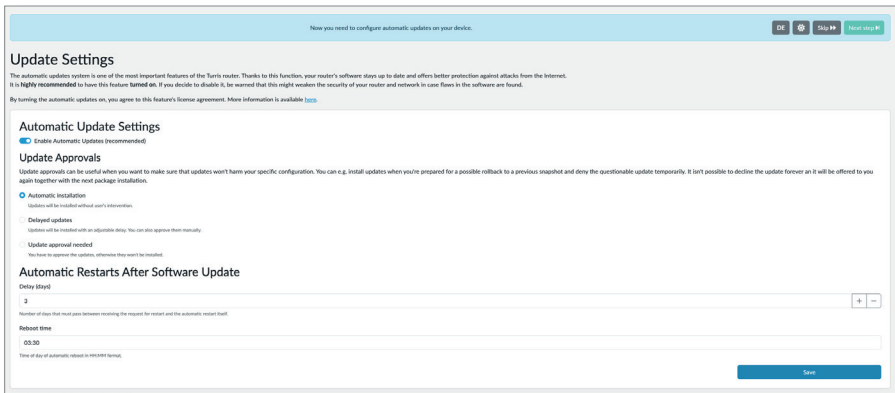 Now you need to configure automatic updates on your device.
DE
Skip
Next step
Update Settings
The automatic updates system is one of the most important features of the Turris router. Thanks to this function, your router's software stays up to date and offers better protection against attacks from the Internet.
It is highly recommended to have this feature turned on. If you decide to disable it, be warned that this might weaken the security of your router and network in case flaws in the software are found.
By turning the automatic updates on, you agree to this feature's license agreement. More information is available here.
Automatic Update Settings
Enable Automatic Updates (recommended)
Update Approvals
Update approvals can be useful when you want to make sure that updates won't harm your specific configuration. You can e.g. install updates when you're prepared for a possible rollback to a previous snapshot and deny the questionable update temporarily. It isn't possible to decline the update forever an it will be offered to you
again together with the next package installation.
Automatic installation
Updates will be installed without user's intervention.
Delayed updates
Updates will be installed with an adjustable delay. You can also approve them manually.
Update approval needed
You have to approve the updates, otherwise they won't be installed.
Automatic Restarts After Software Update
Delay (days)
3
Number of days that must pass between receiving the request for restart and the automatic restart itself.
Reboot time
03:30
Time of day of automatic reboot in HH:MM format.
Save